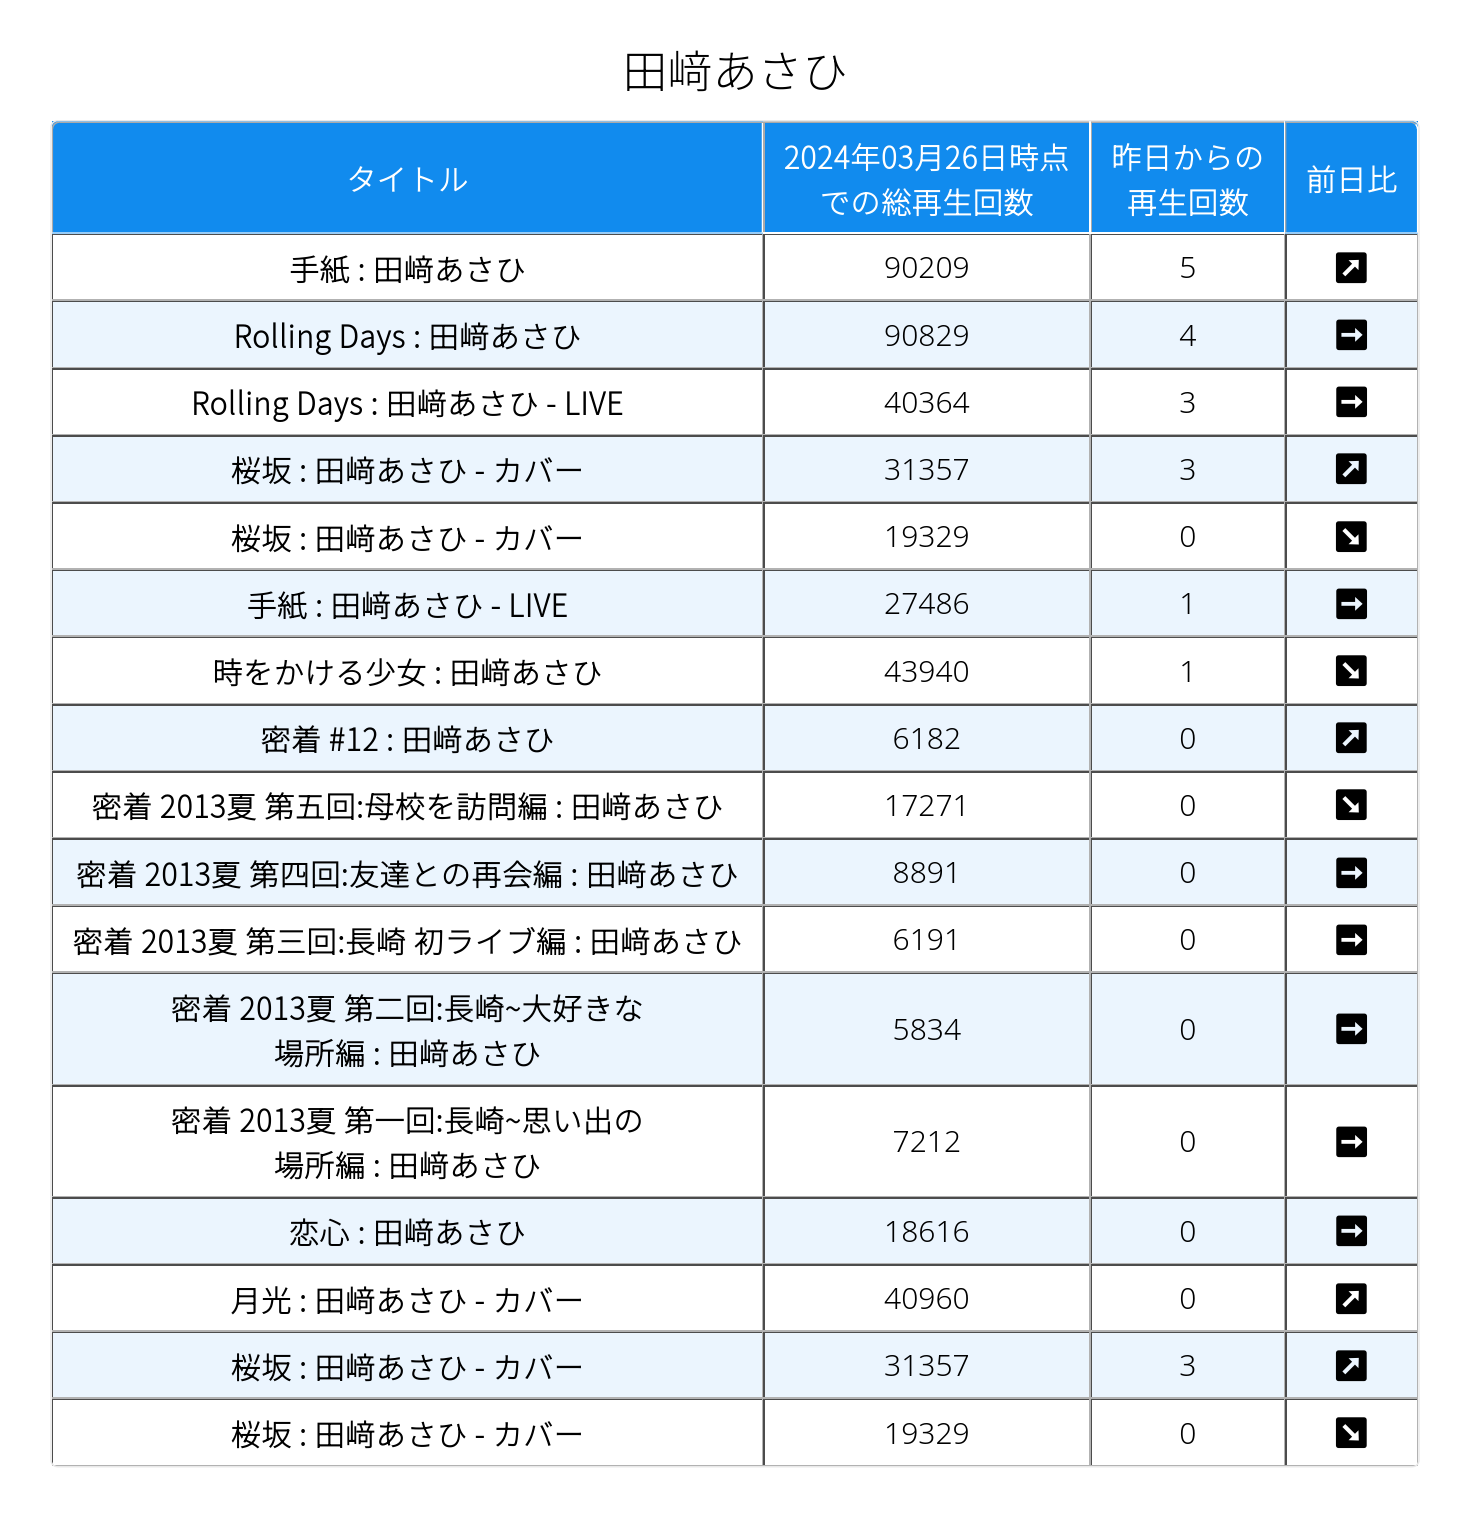 田﨑あさひ
タイトル
2024年03月26日時点
での総再生回数
昨日からの
再生回数
前日比
手紙 : 田﨑あさひ 90209 5 ↗
Rolling Days : 田﨑あさひ 90829 4 →
Rolling Days : 田﨑あさひ - LIVE 40364 3 →
桜坂 : 田﨑あさひ - カバー 31357 3 ↗
桜坂 : 田﨑あさひ - カバー 19329 0 ↘
手紙 : 田﨑あさひ - LIVE 27486 1 →
時をかける少女 : 田﨑あさひ 43940 1 ↘
密着 #12 : 田﨑あさひ 6182 0 ↗
密着 2013夏 第五回:母校を訪問編 : 田﨑あさひ 17271 0 ↘
密着 2013夏 第四回:友達との再会編 : 田﨑あさひ 8891 0 →
密着 2013夏 第三回:長崎 初ライブ編 : 田﨑あさひ 6191 0 →
密着 2013夏 第二回:長崎~大好きな
場所編 : 田﨑あさひ 5834 0 →
密着 2013夏 第一回:長崎~思い出の
場所編 : 田﨑あさひ 7212 0 →
恋心 : 田﨑あさひ 18616 0 →
月光 : 田﨑あさひ - カバー 40960 0 ↗
桜坂 : 田﨑あさひ - カバー 31357 3 ↗
桜坂 : 田﨑あさひ - カバー 19329 0 ↘